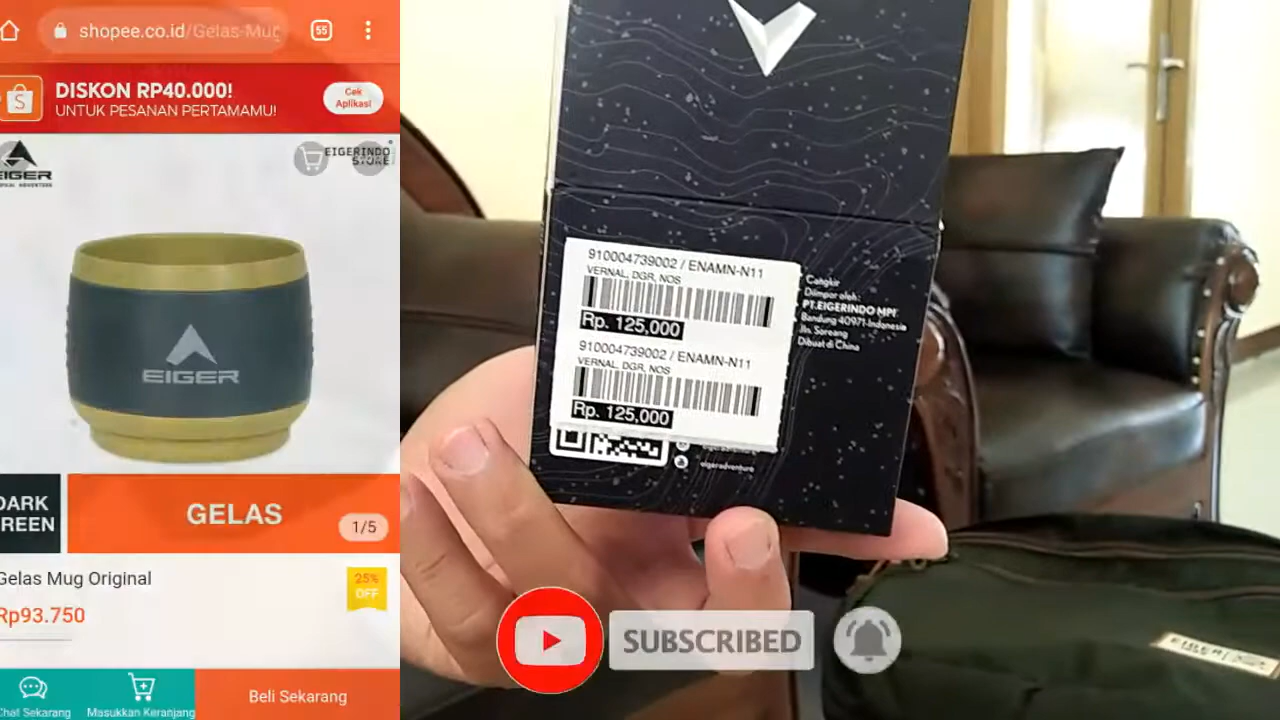 shopee.co.id/Gelas-Mug
55
DISKON RP40.000!
UNTUK PESANAN PERTAMAMU!
Cek
Aplikasi
EIGER
EIGERINDO
STORE
EIGER
DARK
GREEN
GELAS
1/5
Gelas Mug Original
25%
OFF
Rp93.750
Chat Sekarang
Masukkan Keranjang
Beli Sekarang
910004739002 / ENAMN-N11
VERNAL, DGR, NOS
Rp. 125,000
910004739002 / ENAMN-N11
VERNAL, DGR, NOS
Rp. 125,000
Cangkir
Diimpor oleh:
PT.EIGERINDO MPI
Bandung 40971-Indonesia
Jln. Soreang
Dibuat di China
eigeradventure
SUBSCRIBED